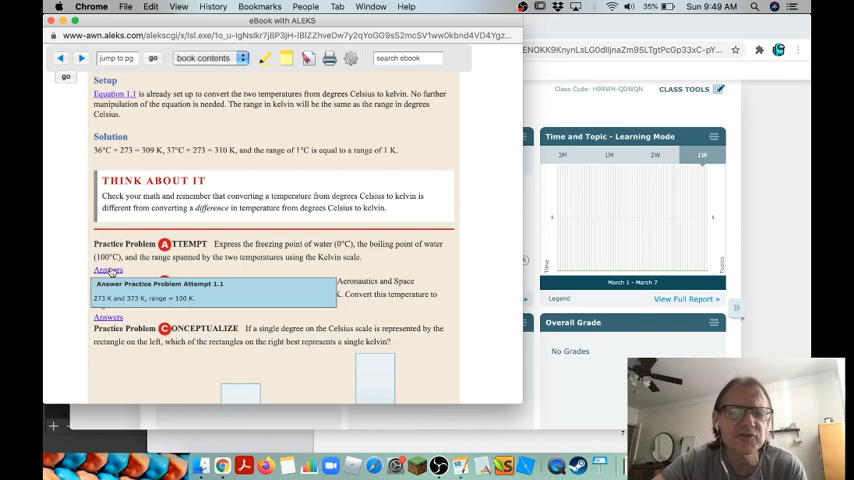 Chrome File Edit View History Bookmarks People Tab Window Help 35% Sun 9:49 AM
eBook with ALEKS
www-awn.aleks.com/alekscgi/x/Isl.exe/1o_u-IgNslkr7j8P3jH-IBIZZhveDw7y2qYoGG9sS2mcSV1ww0kbnd4VD4Ygz...
jump to pg go book contents search ebook
go
ENOKK9KnynLsLG0dlIjnaZm9SLTgtPcGp33xC-pY...
Class Code: H9RWH-QDWQN CLASS TOOLS
Setup
Equation 1.1 is already set up to convert the two temperatures from degrees Celsius to kelvin. No further
manipulation of the equation is needed. The range in kelvin will be the same as the range in degrees
Celsius.
Solution
36°C + 273 = 309 K, 37°C + 273 = 310 K, and the range of 1°C is equal to a range of 1 K.
THINK ABOUT IT
Check your math and remember that converting a temperature from degrees Celsius to kelvin is
different from converting a difference in temperature from degrees Celsius to kelvin.
Practice Problem ATTEMPT Express the freezing point of water (0°C), the boiling point of water
(100°C), and the range spanned by the two temperatures using the Kelvin scale.
Answers
Answer Practice Problem Attempt 1.1
273 K and 373 K, range = 100 K.
Aeronautics and Space
K. Convert this temperature to
Answers
Practice Problem CONCEPTUALIZE If a single degree on the Celsius scale is represented by the
rectangle on the left, which of the rectangles on the right best represents a single kelvin?
Time and Topic - Learning Mode
3M 1M 2W 1W
1 1
0 0
Time Topics
March 1 - March 7
Legend View Full Report »
Overall Grade
No Grades
7